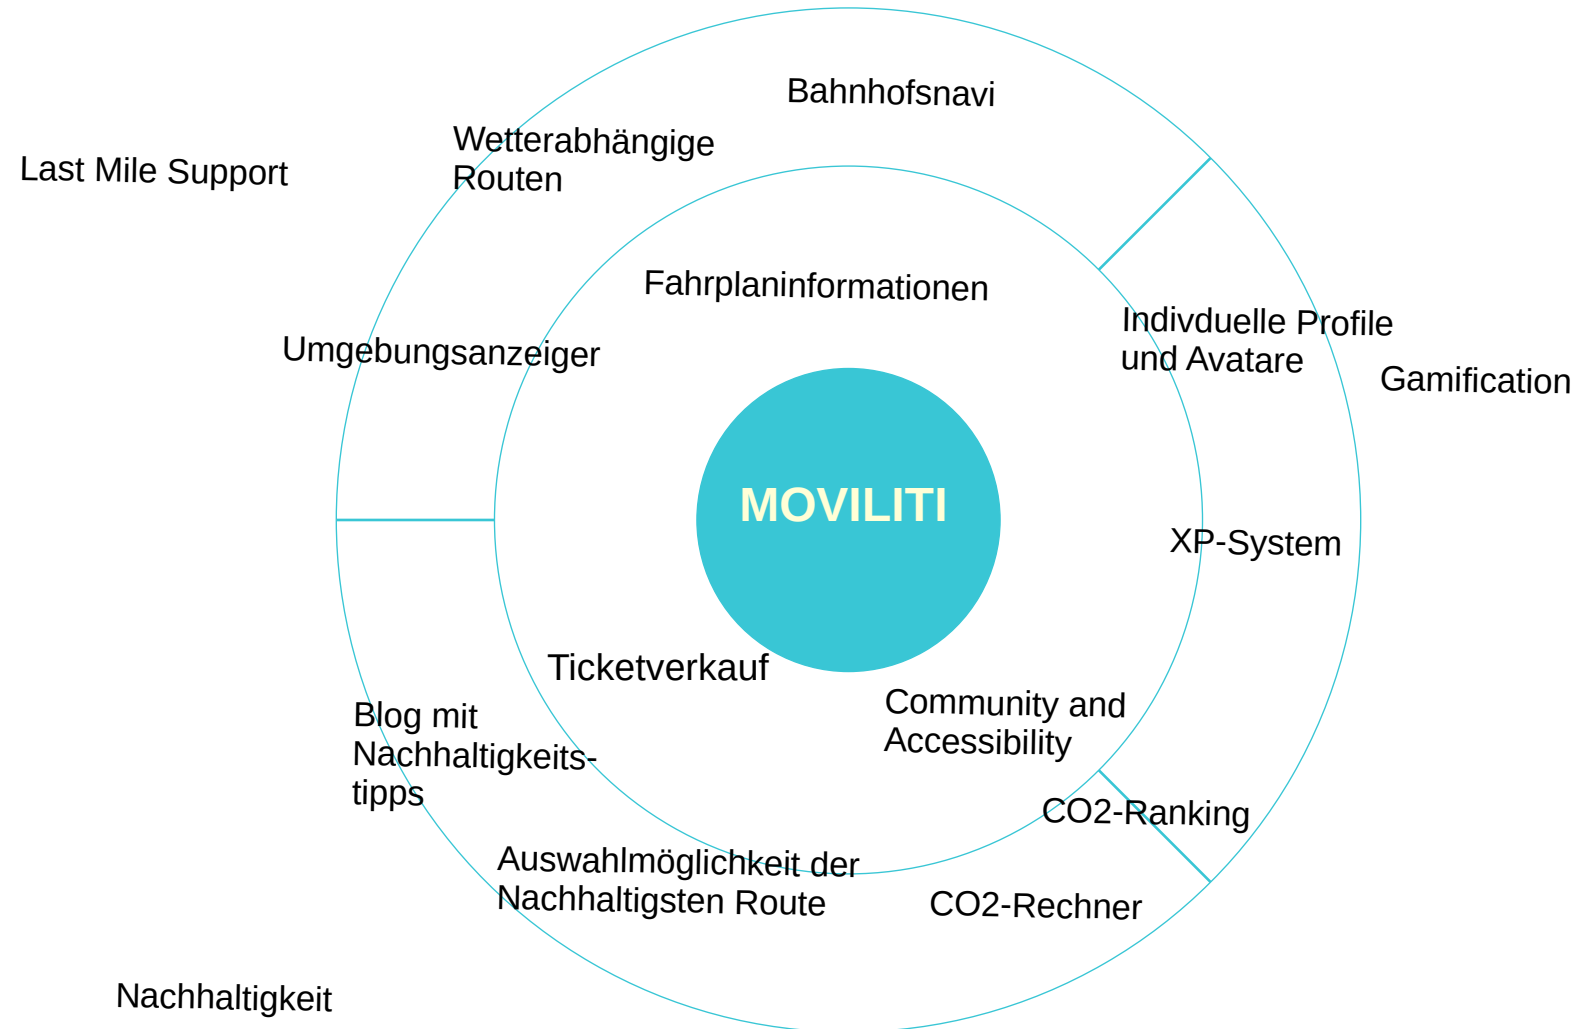 Bahnhofsnavi
Wetterabhängige
Routen
Last Mile Support
Fahrplaninformationen
Umgebungsanzeiger
Indivduelle Profile
und Avatare
Gamification
MOVILITI
XP-System
Ticketverkauf
Community and
Accessibility
Blog mit
Nachhaltigkeits-
tipps
CO2-Ranking
Auswahlmöglichkeit der
Nachhaltigsten Route
CO2-Rechner
Nachhaltigkeit